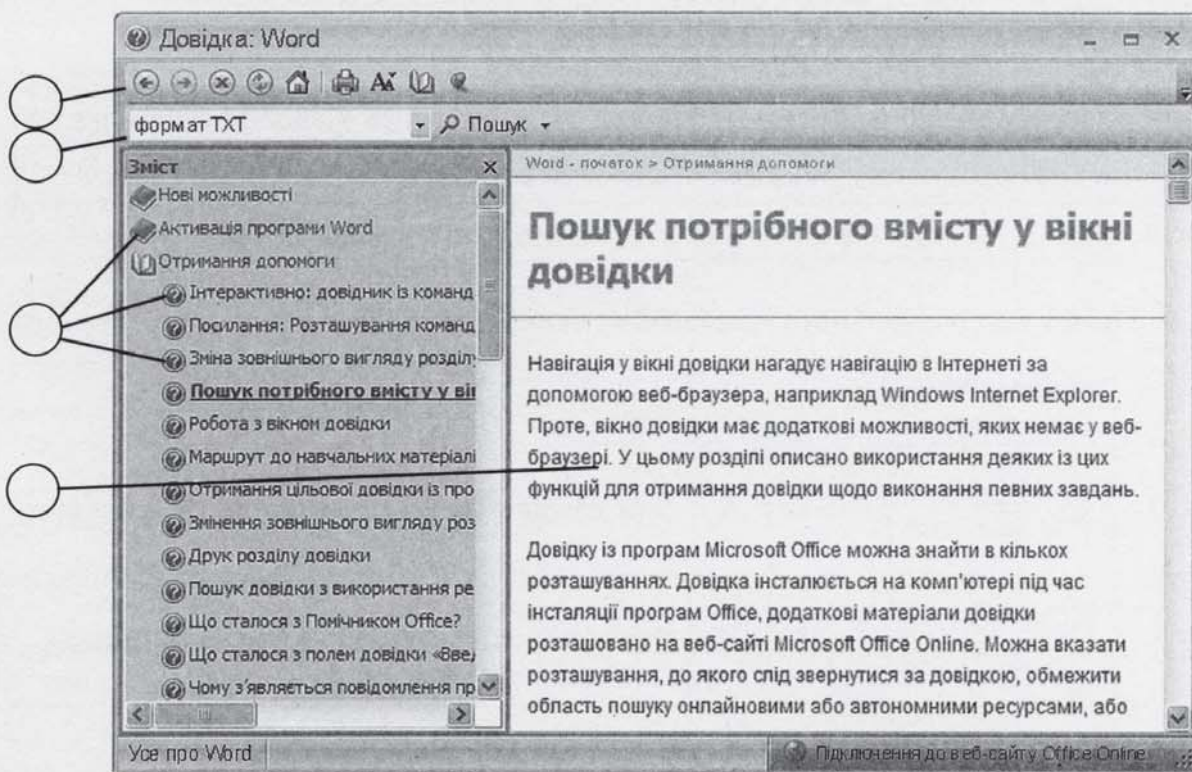 Довідка: Word
формат TXT
Пошук
Зміст
Нові можливості
Активація програми Word
Отримання допомоги
Інтерактивно: довідник із команд
Посилання: Розташування команд
Зміна зовнішнього вигляду розділу
Пошук потрібного вмісту у вік
Робота з вікном довідки
Маршрут до навчальних матеріалі
Отримання цільової довідки із про
Змінення зовнішнього вигляду роз
Друк розділу довідки
Пошук довідки з використання ре
Що сталося з Помічником Office?
Що сталося з полем довідки «Вве
Чому з'являється повідомлення пр
Word - початок > Отримання допомоги
Пошук потрібного вмісту у вікні
довідки
Навігація у вікні довідки нагадує навігацію в Інтернеті за
допомогою веб-браузера, наприклад Windows Internet Explorer.
Проте, вікно довідки має додаткові можливості, яких немає у веб-
браузері. У цьому розділі описано використання деяких із цих
функцій для отримання довідки щодо виконання певних завдань.
Довідку із програм Microsoft Office можна знайти в кількох
розташуваннях. Довідка інсталюється на комп'ютері під час
інсталяції програм Office, додаткові матеріали довідки
розташовано на веб-сайті Microsoft Office Online. Можна вказати
розташування, до якого слід звернутися за довідкою, обмежити
область пошуку онлайновими або автономними ресурсами, або
Усе про Word
Підключення до веб-сайту Office Online